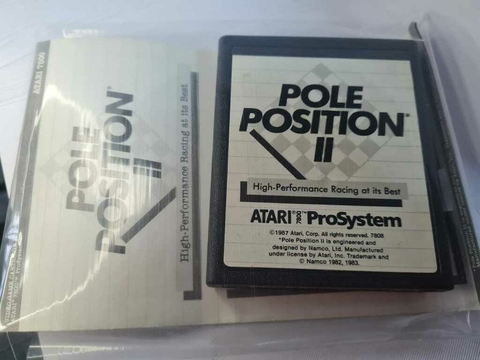 POLE
POSITION®
II
High-Performance Racing at its Best
ATARI® 7800™ ProSystem
©1987 Atari, Corp. All rights reserved. 7808
"Pole Position II is engineered and
designed by Namco, Ltd. Manufactured
under license by Atari, Inc. Trademark and
© Namco 1982, 1983.
ATARI 7800
POLE
POSITION®
II
High-Performance Racing at its Best